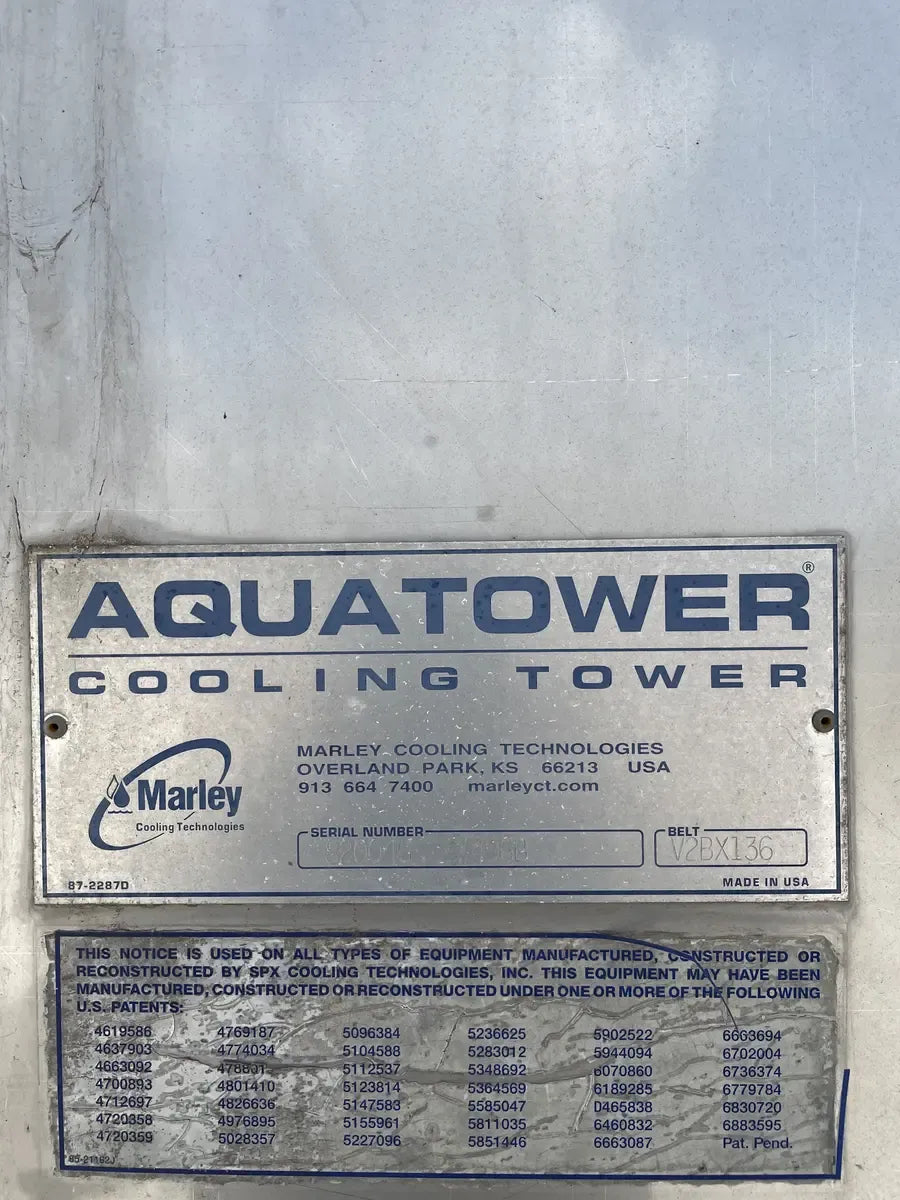 AQUATOWER®
COOLING TOWER
Marley
Cooling Technologies
MARLEY COOLING TECHNOLOGIES
OVERLAND PARK, KS 66213 USA
913 664 7400 marleyct.com
SERIAL NUMBER
BELT
V2BX136
87-2287D
MADE IN USA
THIS NOTICE IS USED ON ALL TYPES OF EQUIPMENT MANUFACTURED, CONSTRUCTED OR
RECONSTRUCTED BY SPX COOLING TECHNOLOGIES, INC. THIS EQUIPMENT MAY HAVE BEEN
MANUFACTURED, CONSTRUCTED OR RECONSTRUCTED UNDER ONE OR MORE OF THE FOLLOWING
U.S. PATENTS:
4619586 4769187 5096384 5236625 5902522 6663694
4637903 4774034 5104588 5283012 5944094 6702004
4663092 5112537 5348692 6070860 6736374
4700893 4801410 5123814 5364569 6189285 6779784
4712697 4826636 5147583 5585047 D465838 6830720
4720358 4976895 5155961 5811035 6460832 6883595
4720359 5028357 5227096 5851446 6663087 Pat. Pend.